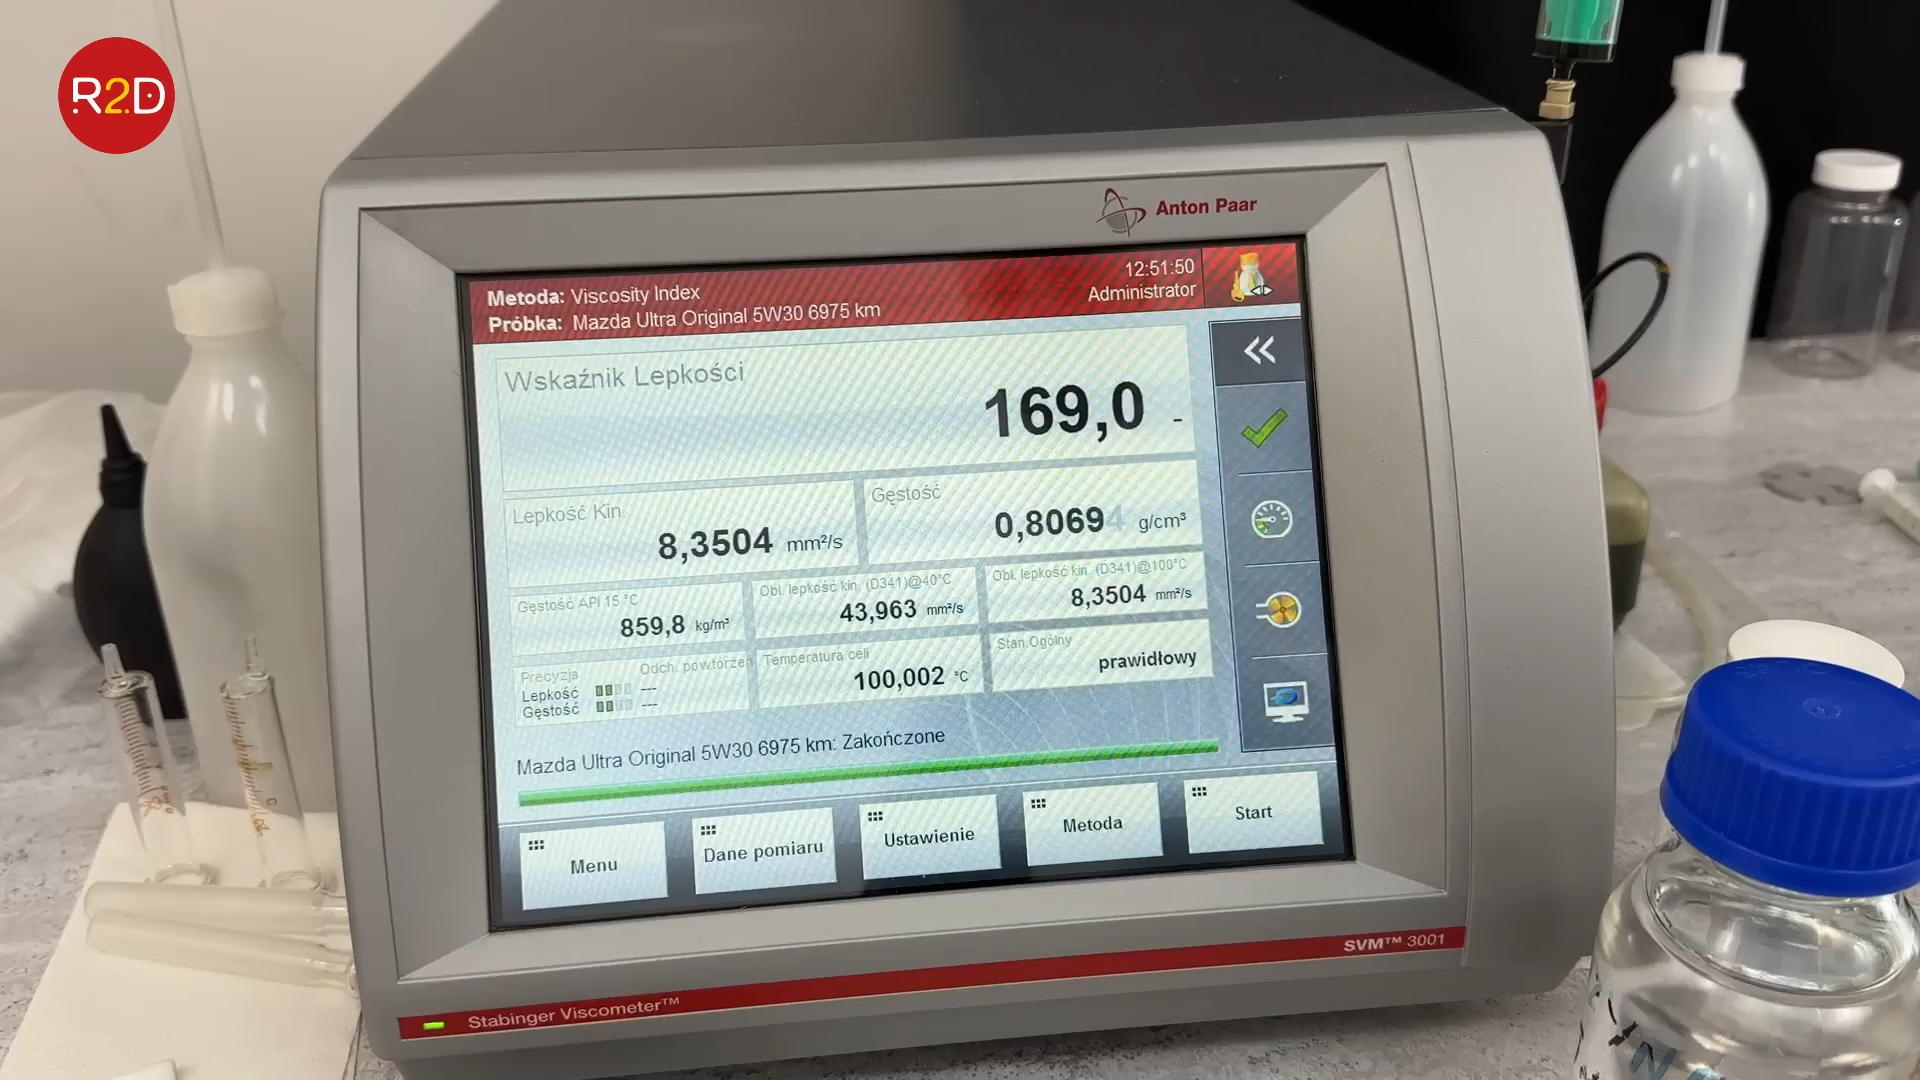 R2D
Anton Paar
Metoda: Viscosity Index
Próbka: Mazda Ultra Original 5W30 6975 km
12:51:50
Administrator
Wskaźnik Lepkości
169,0 -
Lepkość Kin.
8,3504 mm²/s
Gęstość
0,80694 g/cm³
Gęstość API 15 °C
859,8 kg/m³
Obl. lepkość kin. (D341)@40°C
43,963 mm²/s
Obl. lepkość kin. (D341)@100°C
8,3504 mm²/s
Precyzja Odch. powtórzen
Lepkość ---
Gęstość ---
Temperatura celi
100,002 °C
Stan Ogólny
prawidłowy
Mazda Ultra Original 5W30 6975 km: Zakończone
Menu
Dane pomiaru
Ustawienie
Metoda
Start
SVM™ 3001
Stabinger Viscometer™